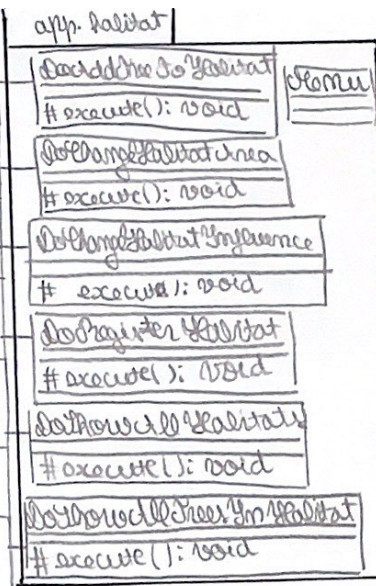 app.habitat
DoAddTreeToHabitat
# execute(): void
Menu
DoChangeHabitatArea
# execute(): void
DoChangeHabitatInfluence
# execute(): void
DoRegisterHabitat
# execute(): void
DoShowAllHabitats
# execute(): void
DoShowAllTreesInHabitat
# execute(): void